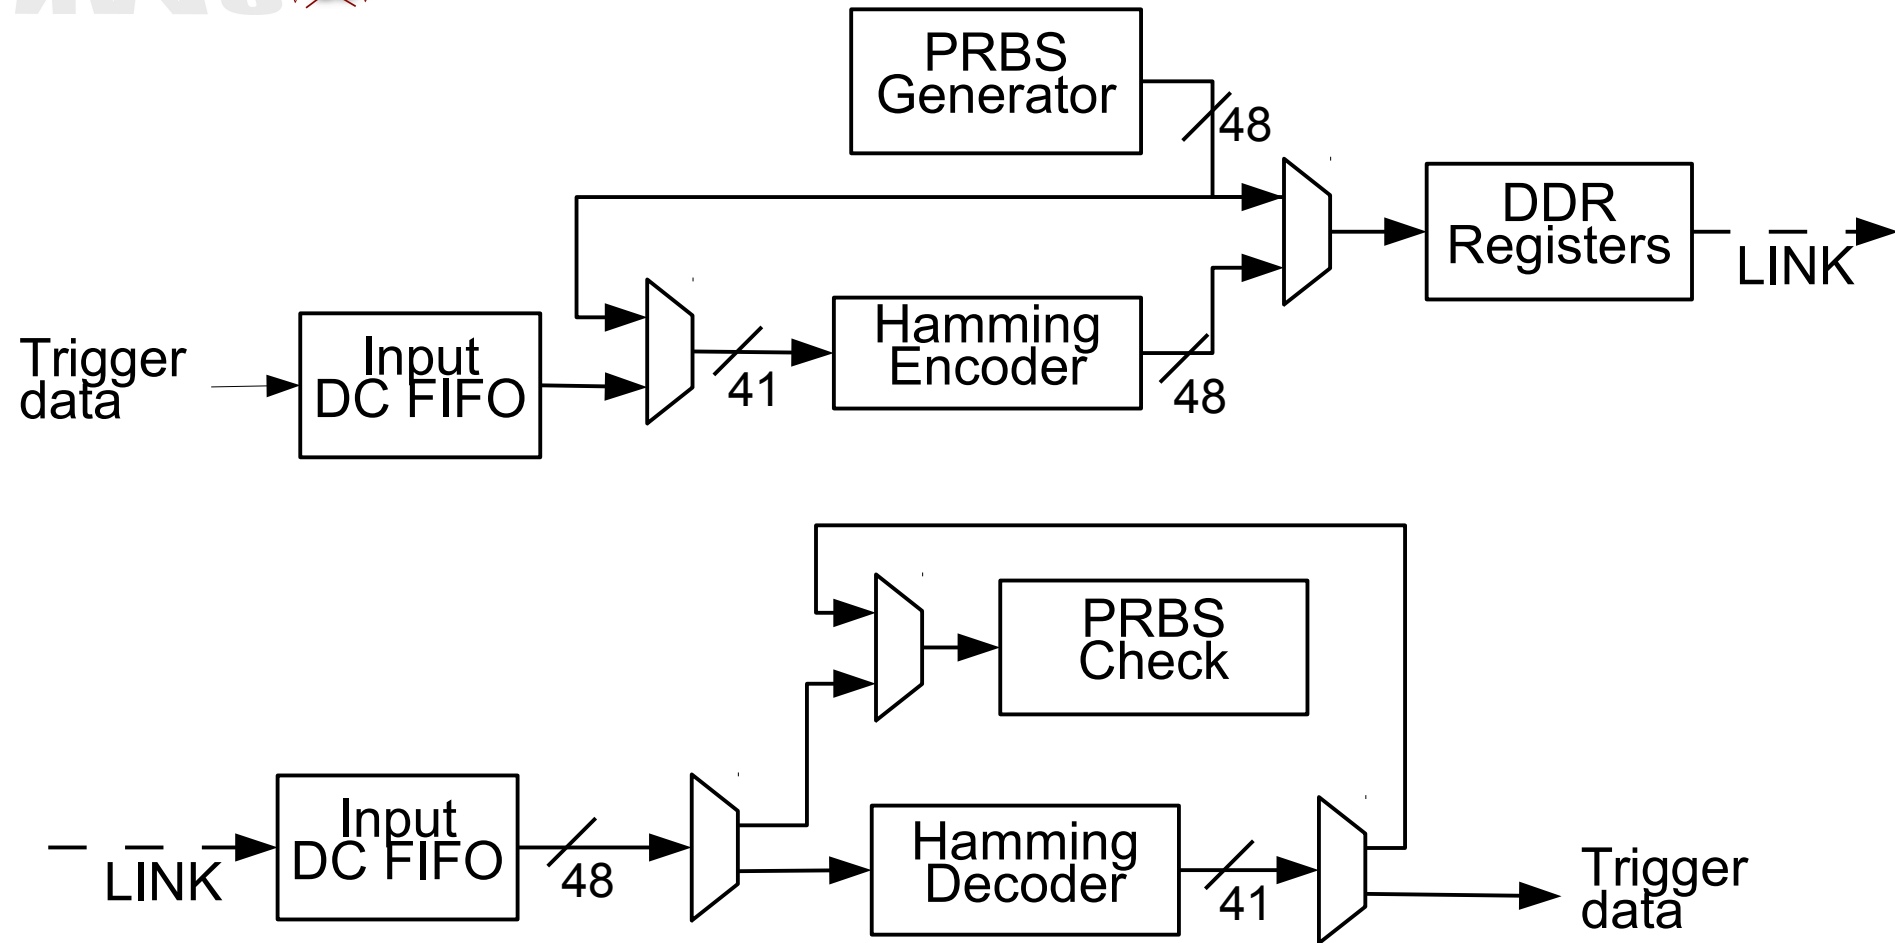 PRBS
Generator
48
DDR
Registers
LINK
Trigger
data
Input
DC FIFO
41
Hamming
Encoder
48
PRBS
Check
LINK
Input
DC FIFO
48
Hamming
Decoder
41
Trigger
data